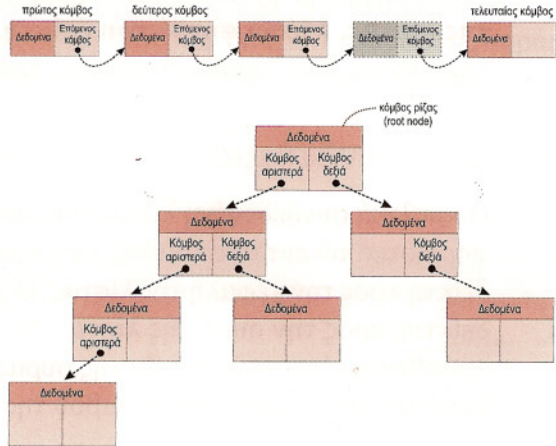 πρώτος κόμβος δεύτερος κόμβος τελευταίος κόμβος
Δεδομένα Επόμενος κόμβος Δεδομένα Επόμενος κόμβος Δεδομένα Επόμενος κόμβος Δεδομένα Επόμενος κόμβος Δεδομένα
κόμβος ρίζας
(root node)
Δεδομένα
Κόμβος Κόμβος
αριστερά δεξιά
Δεδομένα Δεδομένα
Κόμβος Κόμβος Κόμβος
αριστερά δεξιά δεξιά
Δεδομένα Δεδομένα Δεδομένα
Κόμβος
αριστερά
Δεδομένα